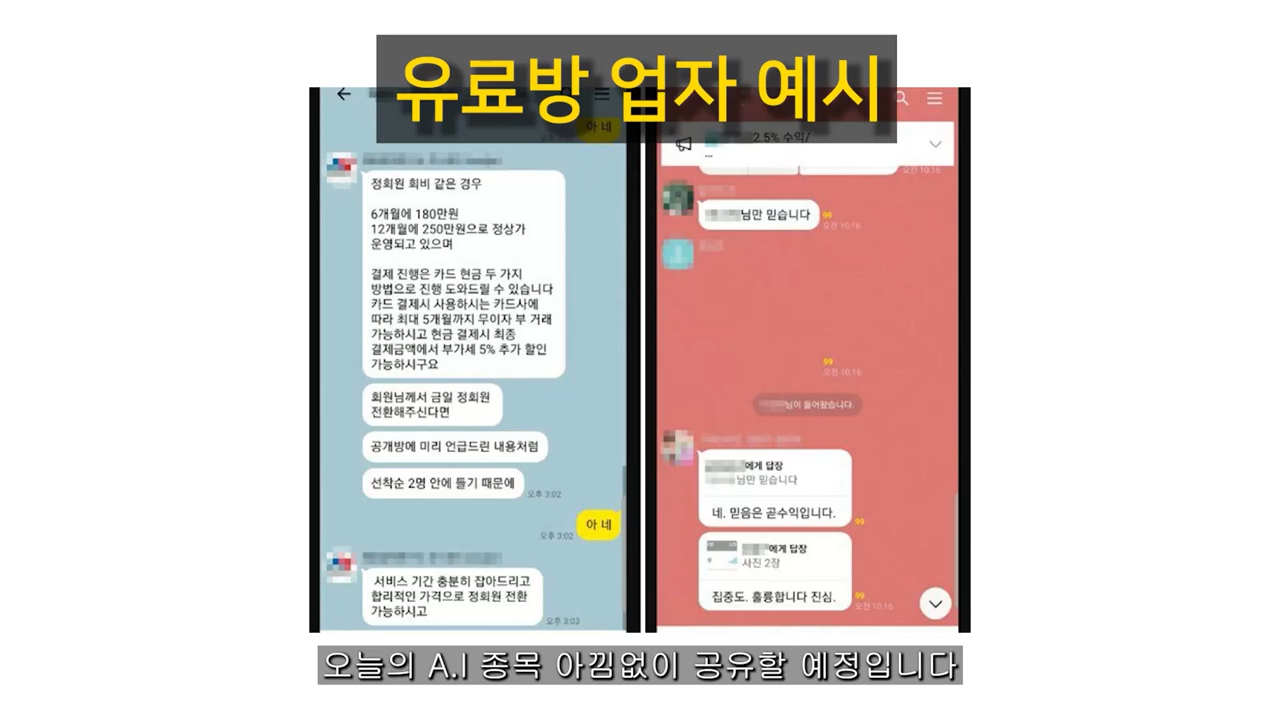 유료방 업자 예시
아 네
정회원 회비 같은 경우
6개월에 180만원
12개월에 250만원으로 정상가
운영되고 있으며
결제 진행은 카드 현금 두 가지
방법으로 진행 도와드릴 수 있습니다
카드 결제시 사용하시는 카드사에
따라 최대 5개월까지 무이자 부 거래
가능하시고 현금 결제시 최종
결제금액에서 부가세 5% 추가 할인
가능하시구요
회원님께서 금일 정회원
전환해주신다면
공개방에 미리 언급드린 내용처럼
선착순 2명 안에 들기 때문에
오후 3:02
아 네
오후 3:02
서비스 기간 충분히 잡아드리고
합리적인 가격으로 정회원 전환
가능하시고
오후 3:03
2.5% 수익/
...
오전 10:16
님만 믿습니다
99
오전 10:16
99
오전 10:16
님이 들어왔습니다.
에게 답장
님만 믿습니다
네. 믿음은 곧수익입니다.
99
에게 답장
사진 2장
집중도. 훌륭합니다 진심.
99
오전 10:16
오늘의 A.I 종목 아낌없이 공유할 예정입니다